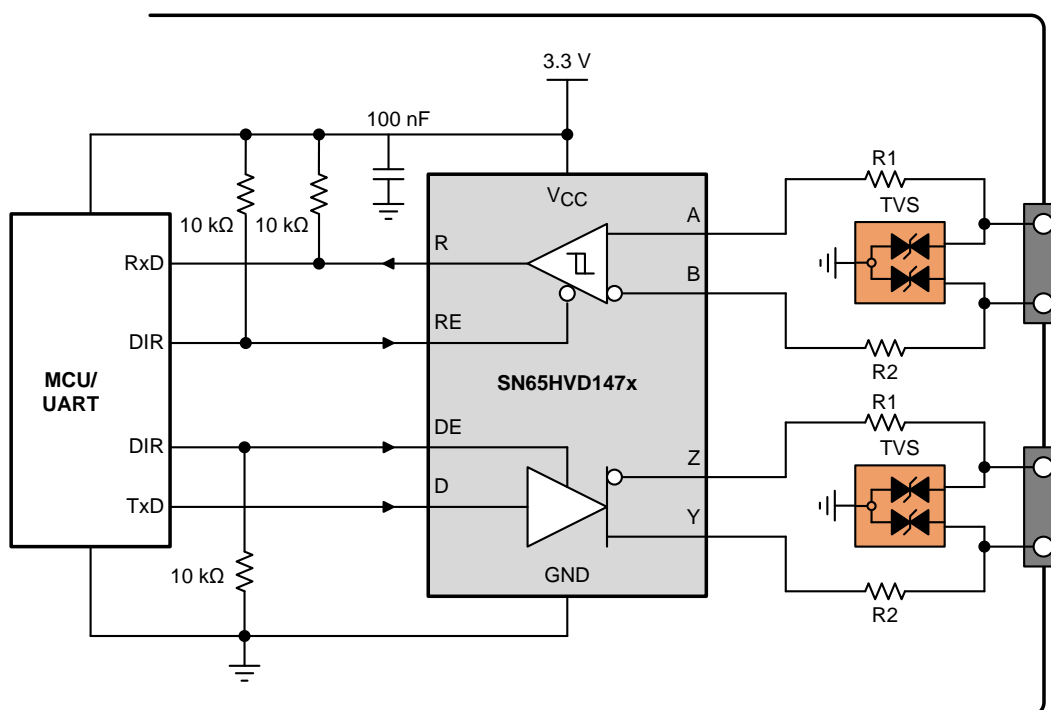 3.3 V
100 nF
10 kΩ
10 kΩ
VCC
R1
TVS
A
R
RxD
B
RE
DIR
R2
MCU/
UART
SN65HVD147x
R1
TVS
DE
DIR
Z
D
TxD
Y
10 kΩ
GND
R2